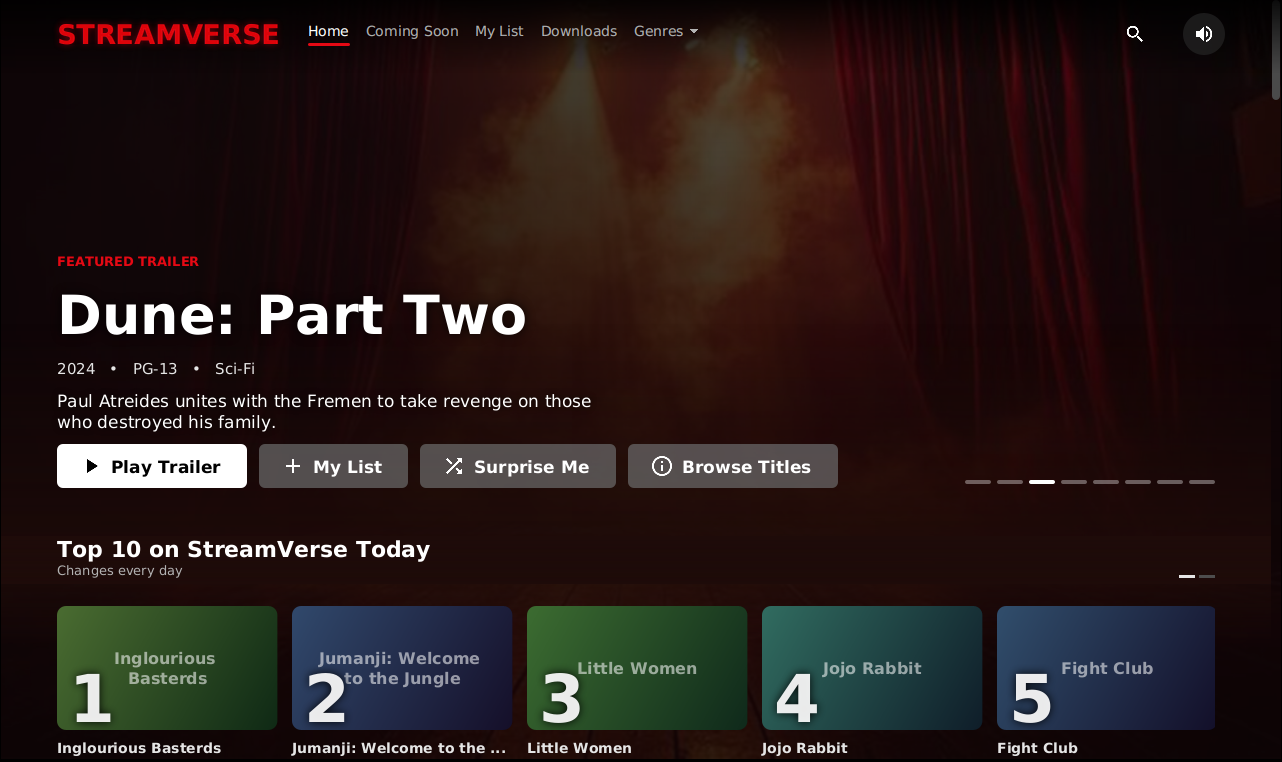 STREAMVERSE
Home
Coming Soon
My List
Downloads
Genres
FEATURED TRAILER
Dune: Part Two
2024 • PG-13 • Sci-Fi
Paul Atreides unites with the Fremen to take revenge on those
who destroyed his family.
Play Trailer
My List
Surprise Me
Browse Titles
Top 10 on StreamVerse Today
Changes every day
Inglourious
Basterds
1
Inglourious Basterds
Jumanji: Welcome
to the Jungle
2
Jumanji: Welcome to the ...
Little Women
3
Little Women
Jojo Rabbit
4
Jojo Rabbit
Fight Club
5
Fight Club